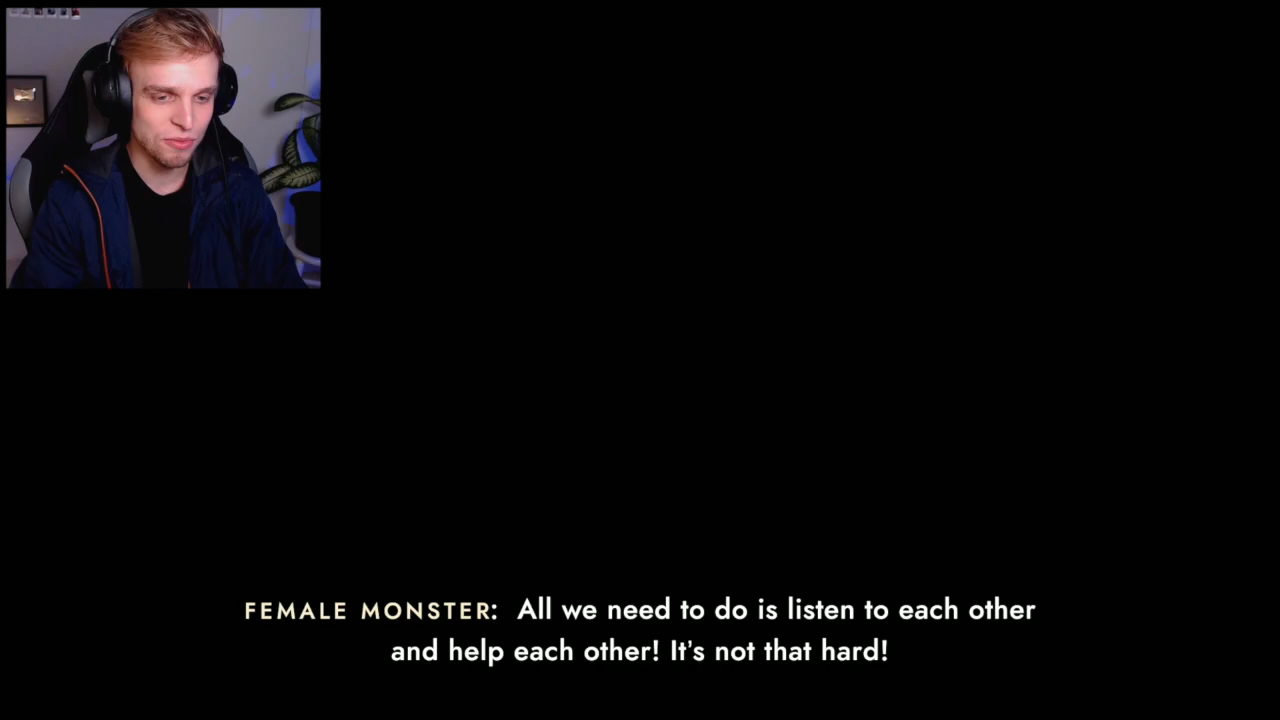 FEMALE MONSTER: All we need to do is listen to each other
and help each other! It's not that hard!